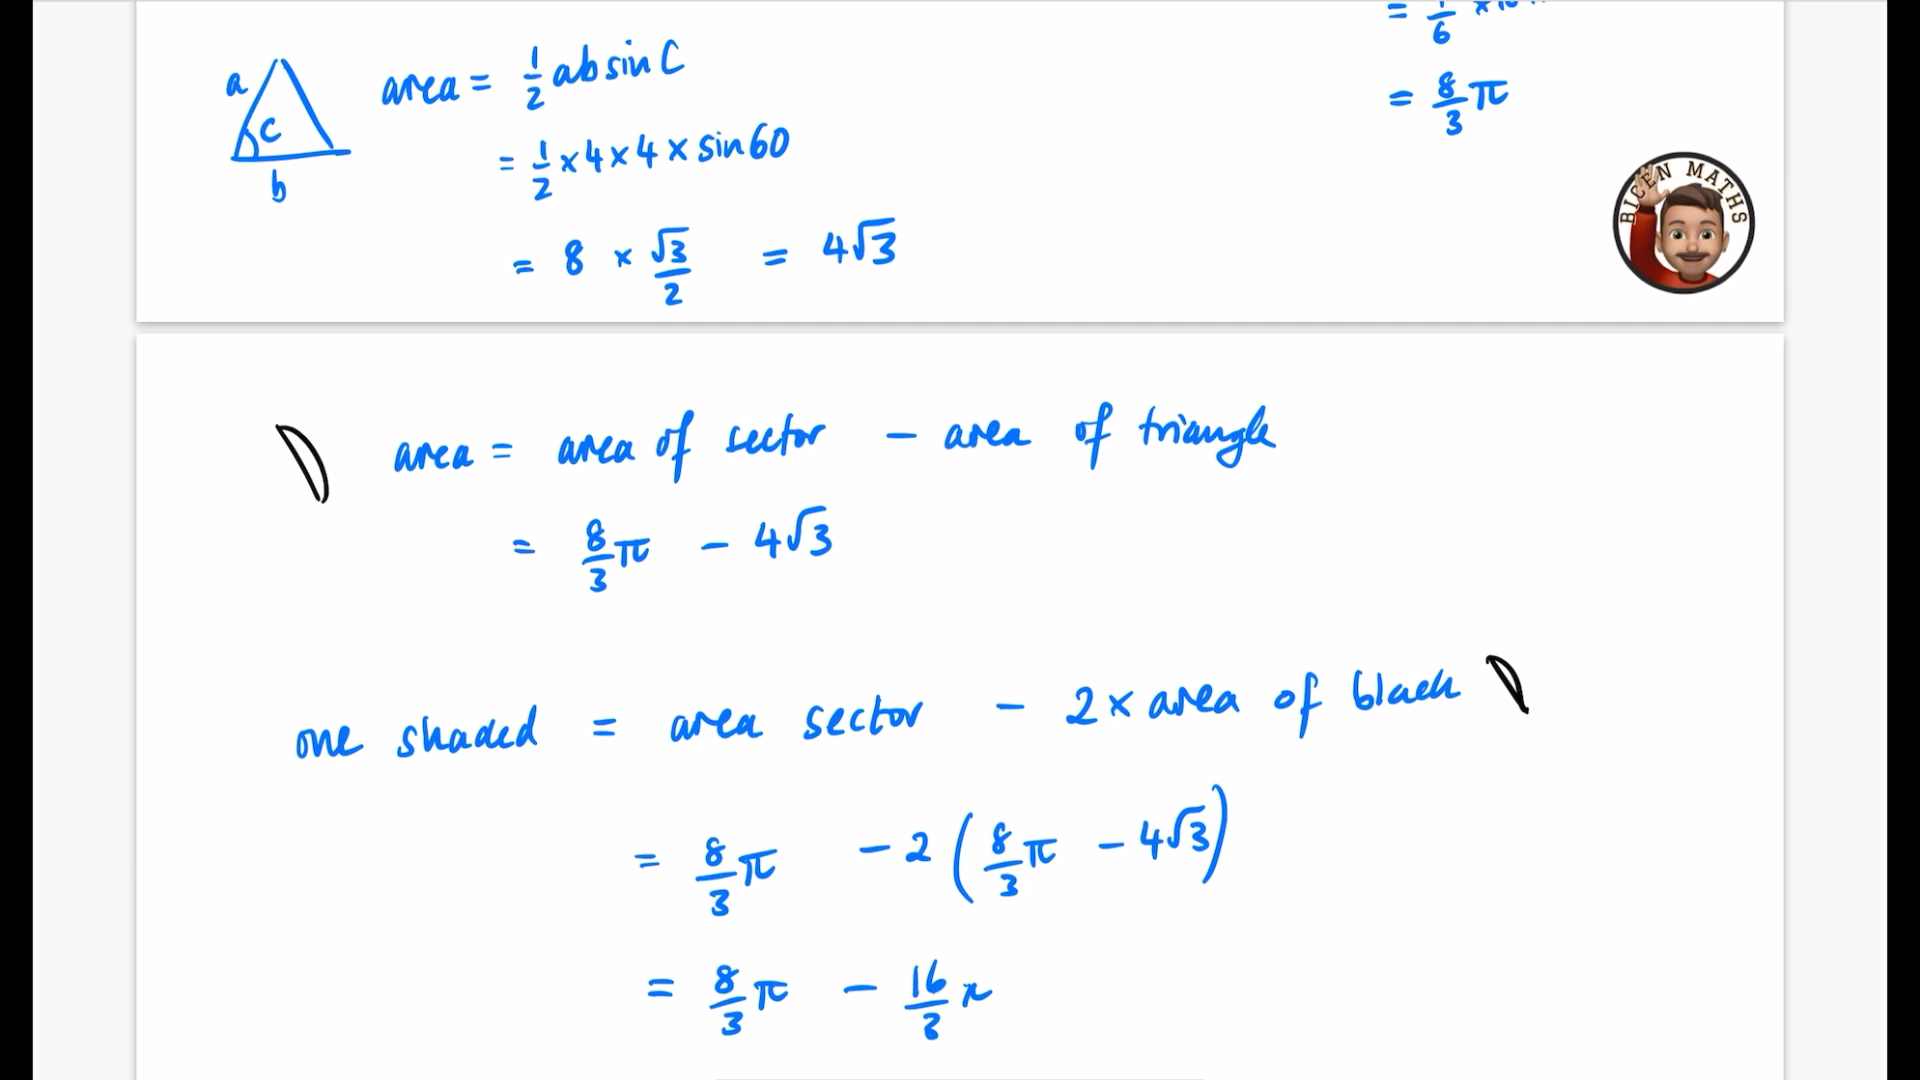 = 1/6 ×
a
area = 1/2 ab sin C
= 8/3 π
c
= 1/2 × 4 × 4 × sin 60
b
BICEN MATHS
= 8 × √3/2 = 4√3
area = area of sector − area of triangle
= 8/3 π − 4√3
one shaded = area sector − 2 × area of black
= 8/3 π − 2 ( 8/3 π − 4√3 )
= 8/3 π − 16/3